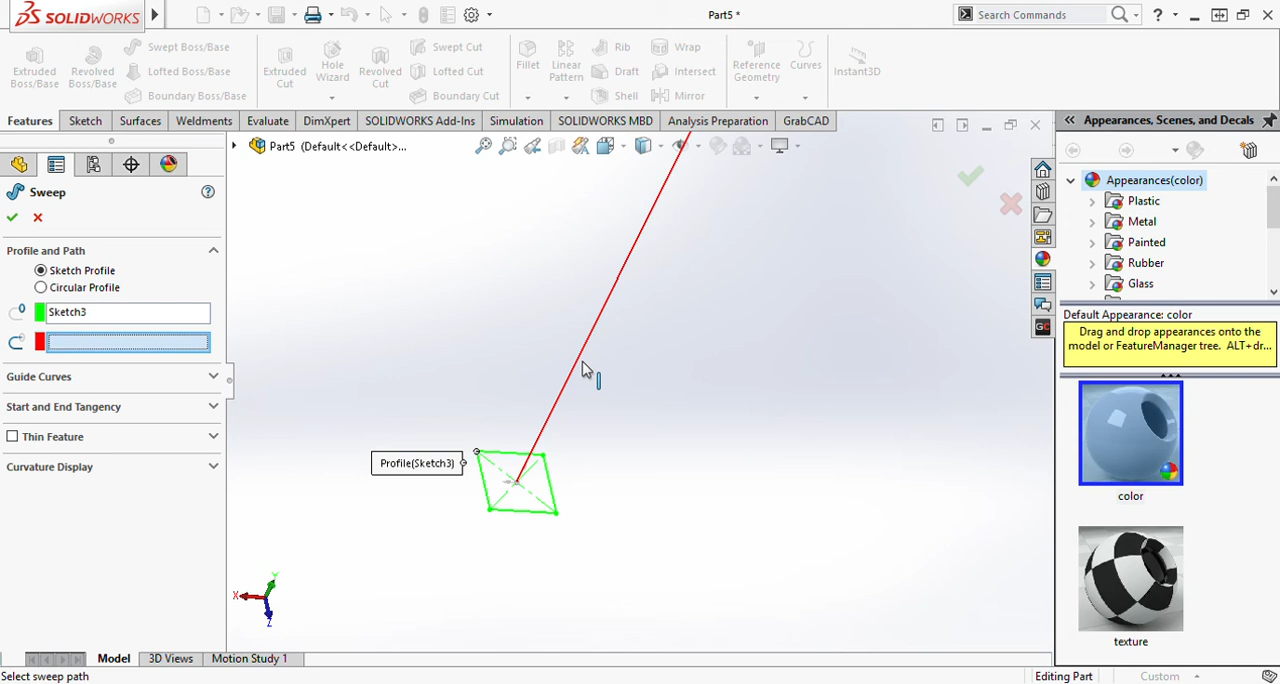 SOLIDWORKS
Part5 *
Search Commands
Extruded Boss/Base
Revolved Boss/Base
Swept Boss/Base
Lofted Boss/Base
Boundary Boss/Base
Extruded Cut
Hole Wizard
Revolved Cut
Swept Cut
Lofted Cut
Boundary Cut
Fillet
Linear Pattern
Rib
Draft
Shell
Wrap
Intersect
Mirror
Reference Geometry
Curves
Instant3D
Features
Sketch
Surfaces
Weldments
Evaluate
DimXpert
SOLIDWORKS Add-Ins
Simulation
SOLIDWORKS MBD
Analysis Preparation
GrabCAD
Part5 (Default<<Default>...
Sweep
Profile and Path
Sketch Profile
Circular Profile
Sketch3
Guide Curves
Start and End Tangency
Thin Feature
Curvature Display
Profile(Sketch3)
X
Y
Z
Appearances, Scenes, and Decals
Appearances(color)
Plastic
Metal
Painted
Rubber
Glass
Default Appearance: color
Drag and drop appearances onto the
model or FeatureManager tree. ALT+dr...
color
texture
GC
Model
3D Views
Motion Study 1
Select sweep path
Editing Part
Custom